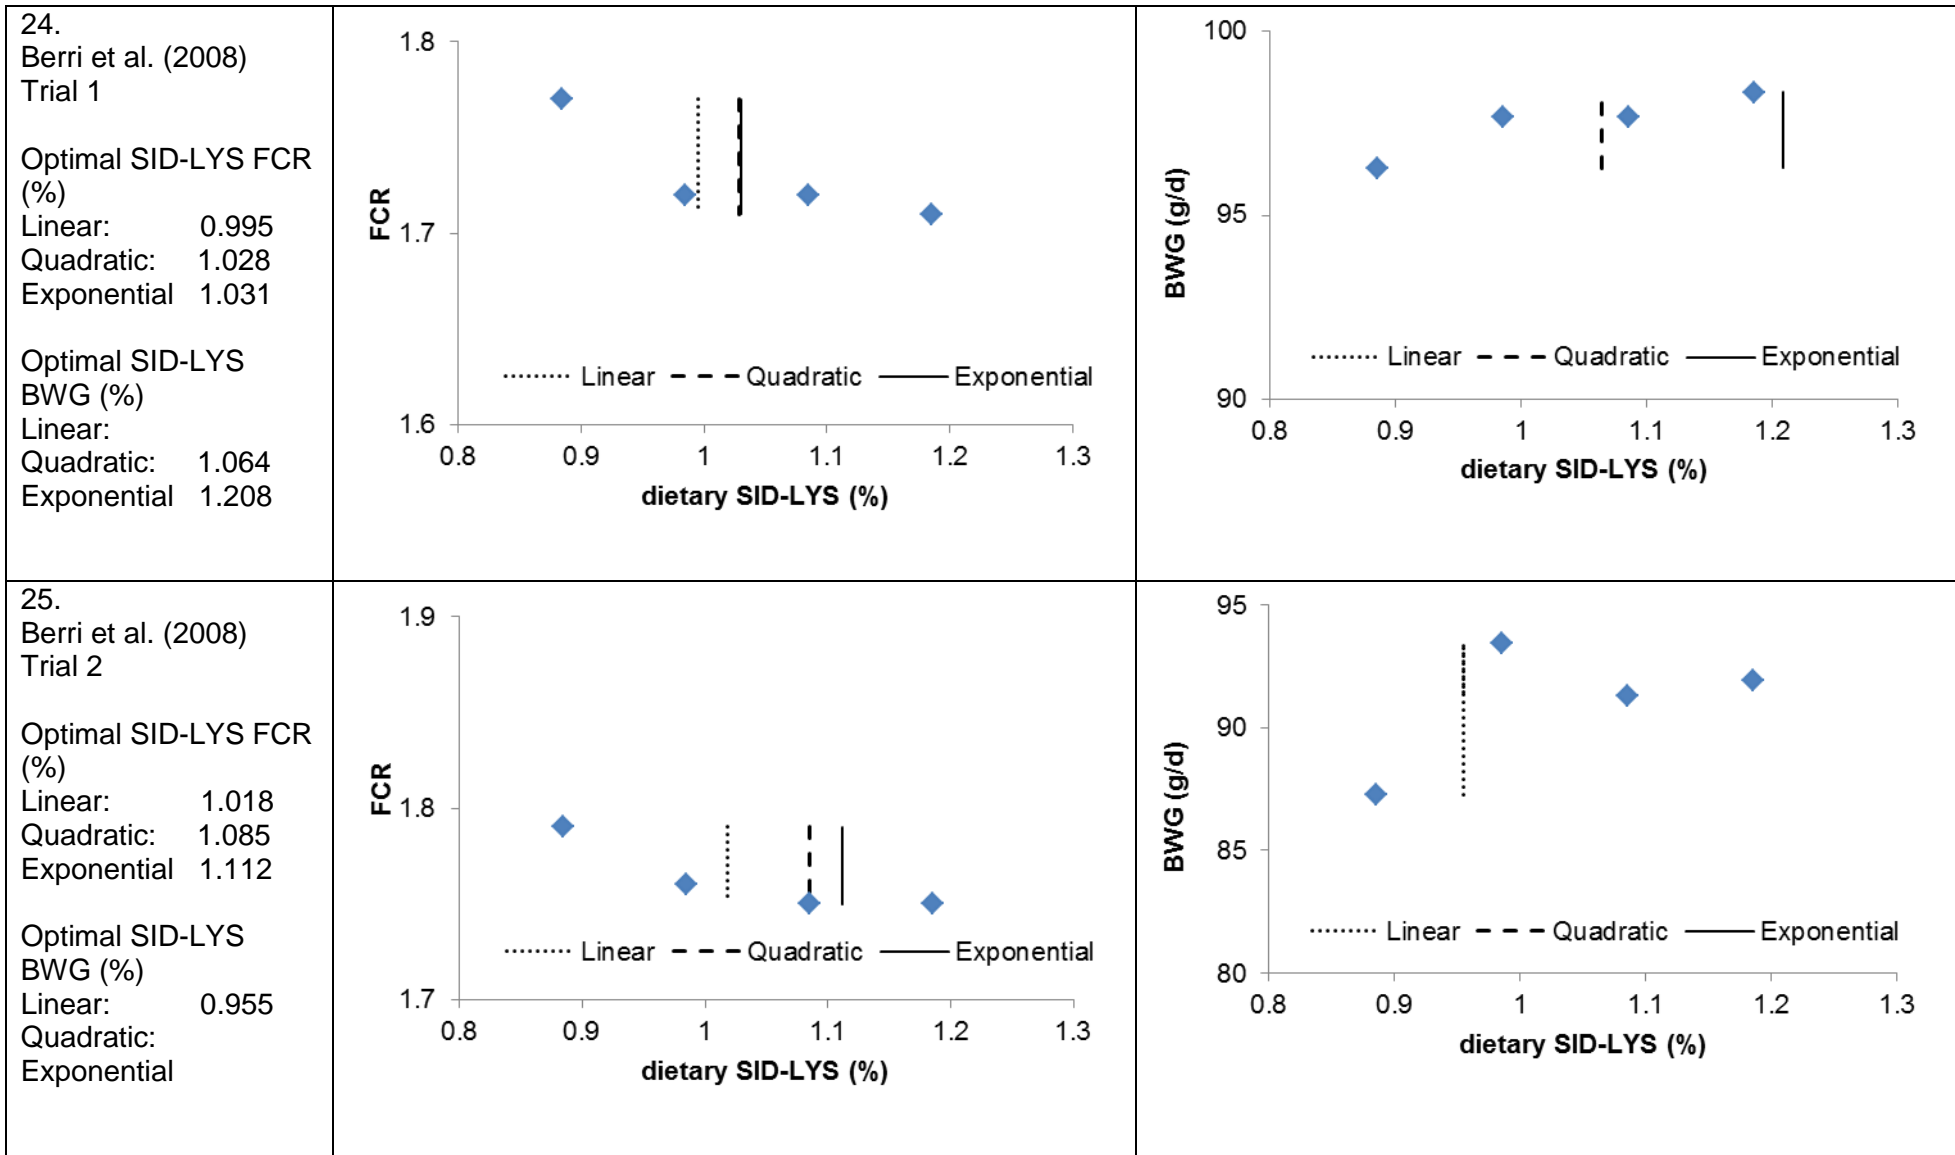 24.
Berri et al. (2008)
Trial 1
Optimal SID-LYS FCR
(%)
Linear: 0.995
Quadratic: 1.028
Exponential 1.031
Optimal SID-LYS
BWG (%)
Linear:
Quadratic: 1.064
Exponential 1.208
1.8
1.7
1.6
FCR
Linear Quadratic Exponential
0.8 0.9 1 1.1 1.2 1.3
dietary SID-LYS (%)
100
95
90
BWG (g/d)
Linear Quadratic Exponential
0.8 0.9 1 1.1 1.2 1.3
dietary SID-LYS (%)
25.
Berri et al. (2008)
Trial 2
Optimal SID-LYS FCR
(%)
Linear: 1.018
Quadratic: 1.085
Exponential 1.112
Optimal SID-LYS
BWG (%)
Linear: 0.955
Quadratic:
Exponential
1.9
1.8
1.7
FCR
Linear Quadratic Exponential
0.8 0.9 1 1.1 1.2 1.3
dietary SID-LYS (%)
95
90
85
80
BWG (g/d)
Linear Quadratic Exponential
0.8 0.9 1 1.1 1.2 1.3
dietary SID-LYS (%)